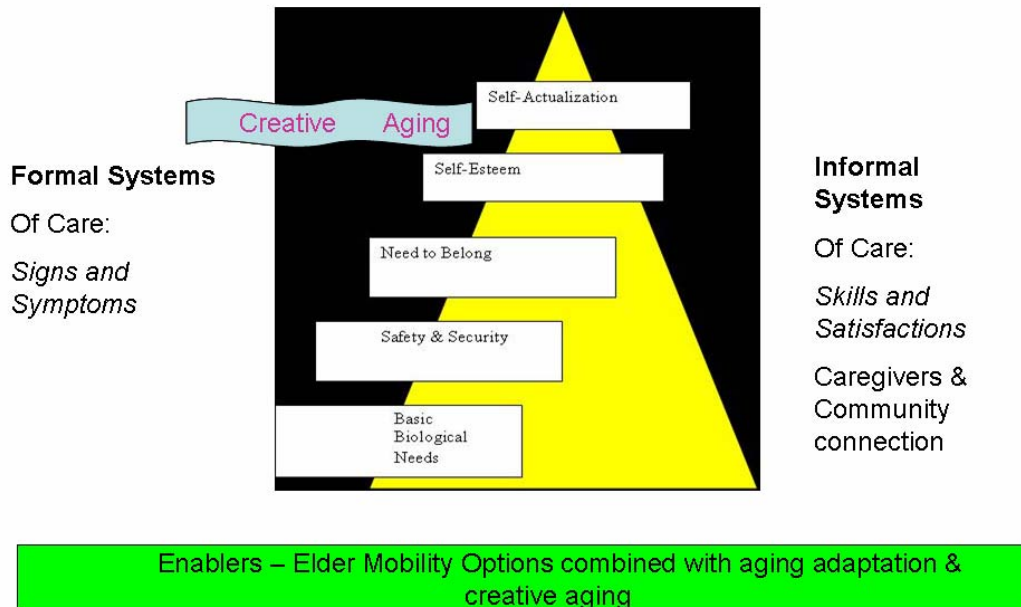 Creative Aging
Self-Actualization
Self-Esteem
Need to Belong
Safety & Security
Basic
Biological
Needs
Formal Systems
Of Care:
Signs and
Symptoms
Informal
Systems
Of Care:
Skills and
Satisfactions
Caregivers &
Community
connection
Enablers – Elder Mobility Options combined with aging adaptation &
creative aging